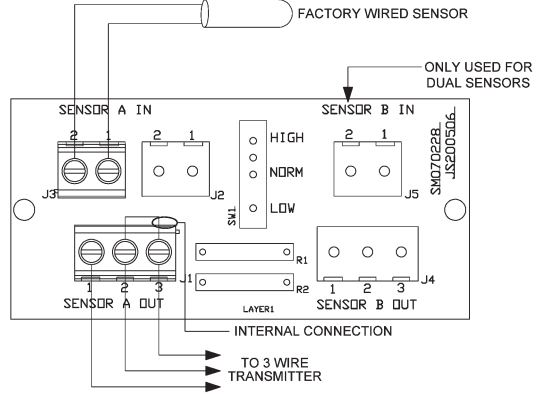 FACTORY WIRED SENSOR
ONLY USED FOR
DUAL SENSORS
SENSOR A IN
SENSOR B IN
2 1
2 1
2 1
HIGH
NORM
LOW
SW1
J3
J2
J5
SM070228
JS200506
J1
R1
R2
J4
1 2 3
1 2 3
SENSOR A OUT
LAYER1
SENSOR B OUT
INTERNAL CONNECTION
TO 3 WIRE
TRANSMITTER